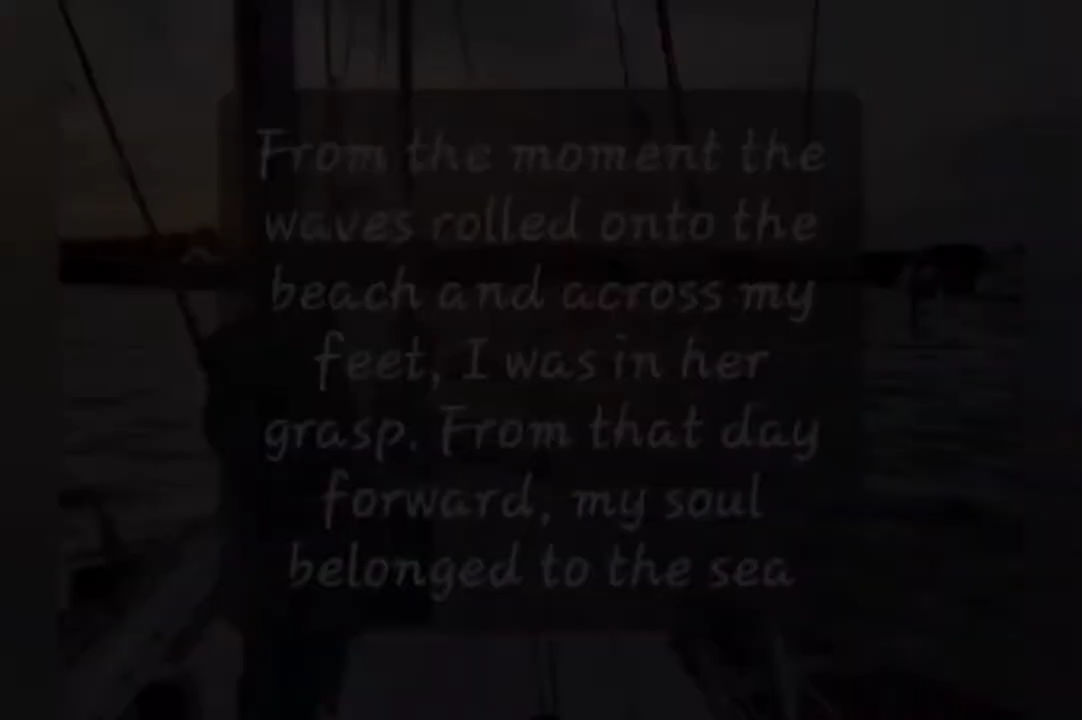 From the moment the
waves rolled onto the
beach and across my
feet, I was in her
grasp. From that day
forward, my soul
belonged to the sea